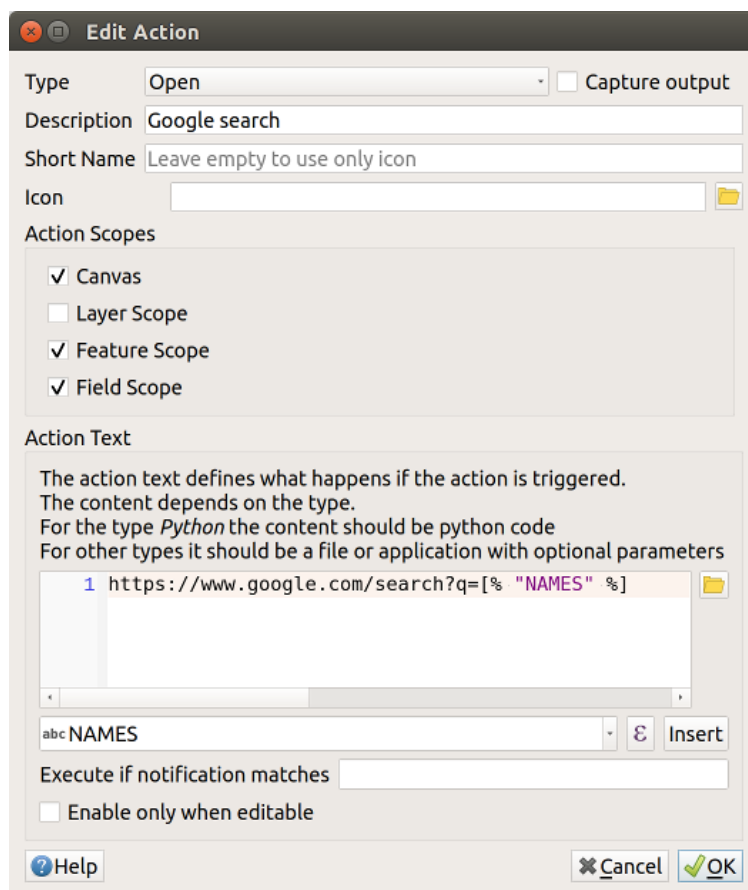 Edit Action
Type Open Capture output
Description Google search
Short Name Leave empty to use only icon
Icon
Action Scopes
Canvas
Layer Scope
Feature Scope
Field Scope
Action Text
The action text defines what happens if the action is triggered.
The content depends on the type.
For the type Python the content should be python code
For other types it should be a file or application with optional parameters
1 https://www.google.com/search?q=[% "NAMES" %]
abc NAMES ε Insert
Execute if notification matches
Enable only when editable
?Help Cancel OK